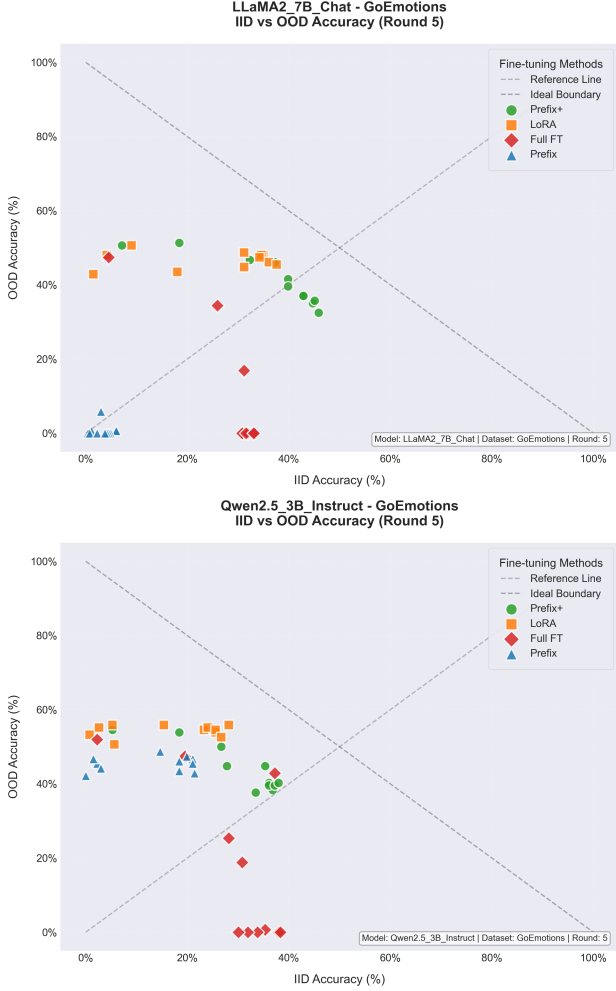 LLaMA2_7B_Chat - GoEmotions
IID vs OOD Accuracy (Round 5)
100%
80%
60%
40%
20%
0%
OOD Accuracy (%)
Fine-tuning Methods
Reference Line
Ideal Boundary
Prefix+
LoRA
Full FT
Prefix
Model: LLaMA2_7B_Chat | Dataset: GoEmotions | Round: 5
0%
20%
40%
60%
80%
100%
IID Accuracy (%)
Qwen2.5_3B_Instruct - GoEmotions
IID vs OOD Accuracy (Round 5)
100%
80%
60%
40%
20%
0%
OOD Accuracy (%)
Fine-tuning Methods
Reference Line
Ideal Boundary
Prefix+
LoRA
Full FT
Prefix
Model: Qwen2.5_3B_Instruct | Dataset: GoEmotions | Round: 5
0%
20%
40%
60%
80%
100%
IID Accuracy (%)